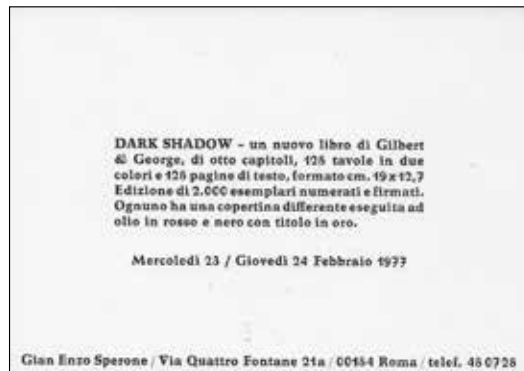 DARK SHADOW - un nuovo libro di Gilbert
& George, di otto capitoli, 128 tavole in due
colori e 128 pagine di testo, formato cm. 19 x 12,7
Edizione di 2.000 esemplari numerati e firmati.
Ognuno ha una copertina differente eseguita ad
olio in rosso e nero con titolo in oro.
Mercoledì 23 / Giovedì 24 Febbraio 1977
Gian Enzo Sperone / Via Quattro Fontane 21a / 00184 Roma / telef. 480728